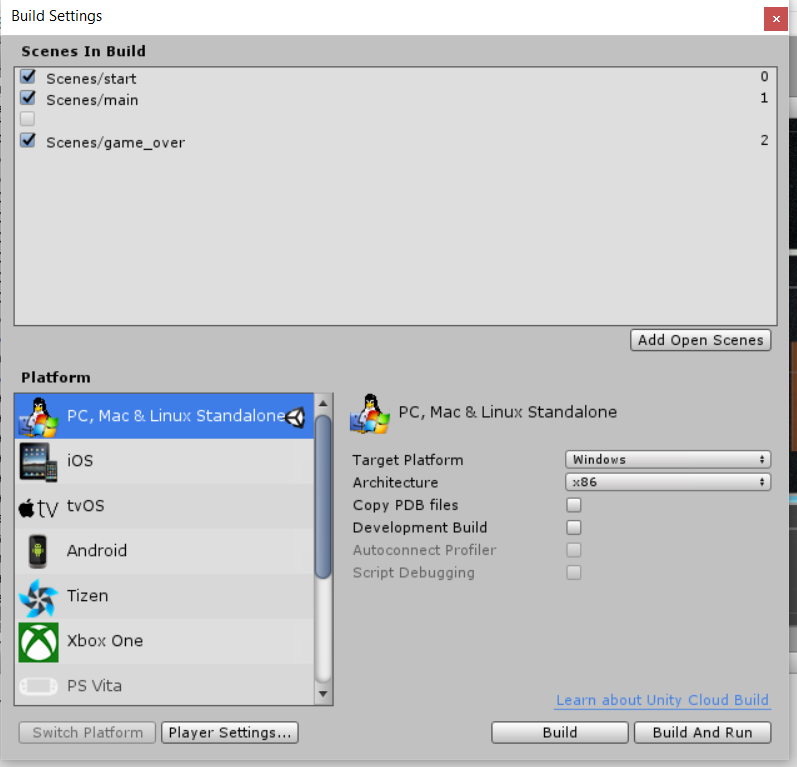 Build Settings
Scenes In Build
Scenes/start 0
Scenes/main 1
Scenes/game_over 2
Add Open Scenes
Platform
PC, Mac & Linux Standalone
iOS
tv tvOS
Android
Tizen
Xbox One
PS Vita
PC, Mac & Linux Standalone
Target Platform Windows
Architecture x86
Copy PDB files
Development Build
Autoconnect Profiler
Script Debugging
Learn about Unity Cloud Build
Switch Platform Player Settings... Build Build And Run